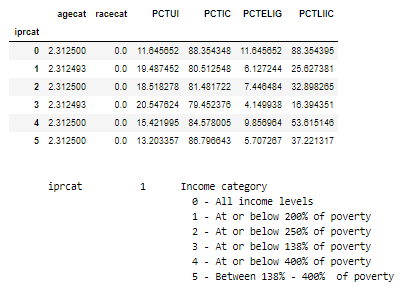 agecat racecat PCTUI PCTIC PCTELIG PCTLIIC
iprcat
0 2.312500 0.0 11.645652 88.354348 11.645652 88.354395
1 2.312493 0.0 19.487452 80.512548 6.127244 25.627381
2 2.312500 0.0 18.518278 81.481722 7.446484 32.898265
3 2.312493 0.0 20.547624 79.452376 4.149938 16.394351
4 2.312500 0.0 15.421995 84.578005 9.856964 53.615146
5 2.312500 0.0 13.203357 86.796643 5.707267 37.221317
iprcat 1 Income category
0 - All income levels
1 - At or below 200% of poverty
2 - At or below 250% of poverty
3 - At or below 138% of poverty
4 - At or below 400% of poverty
5 - Between 138% - 400% of poverty